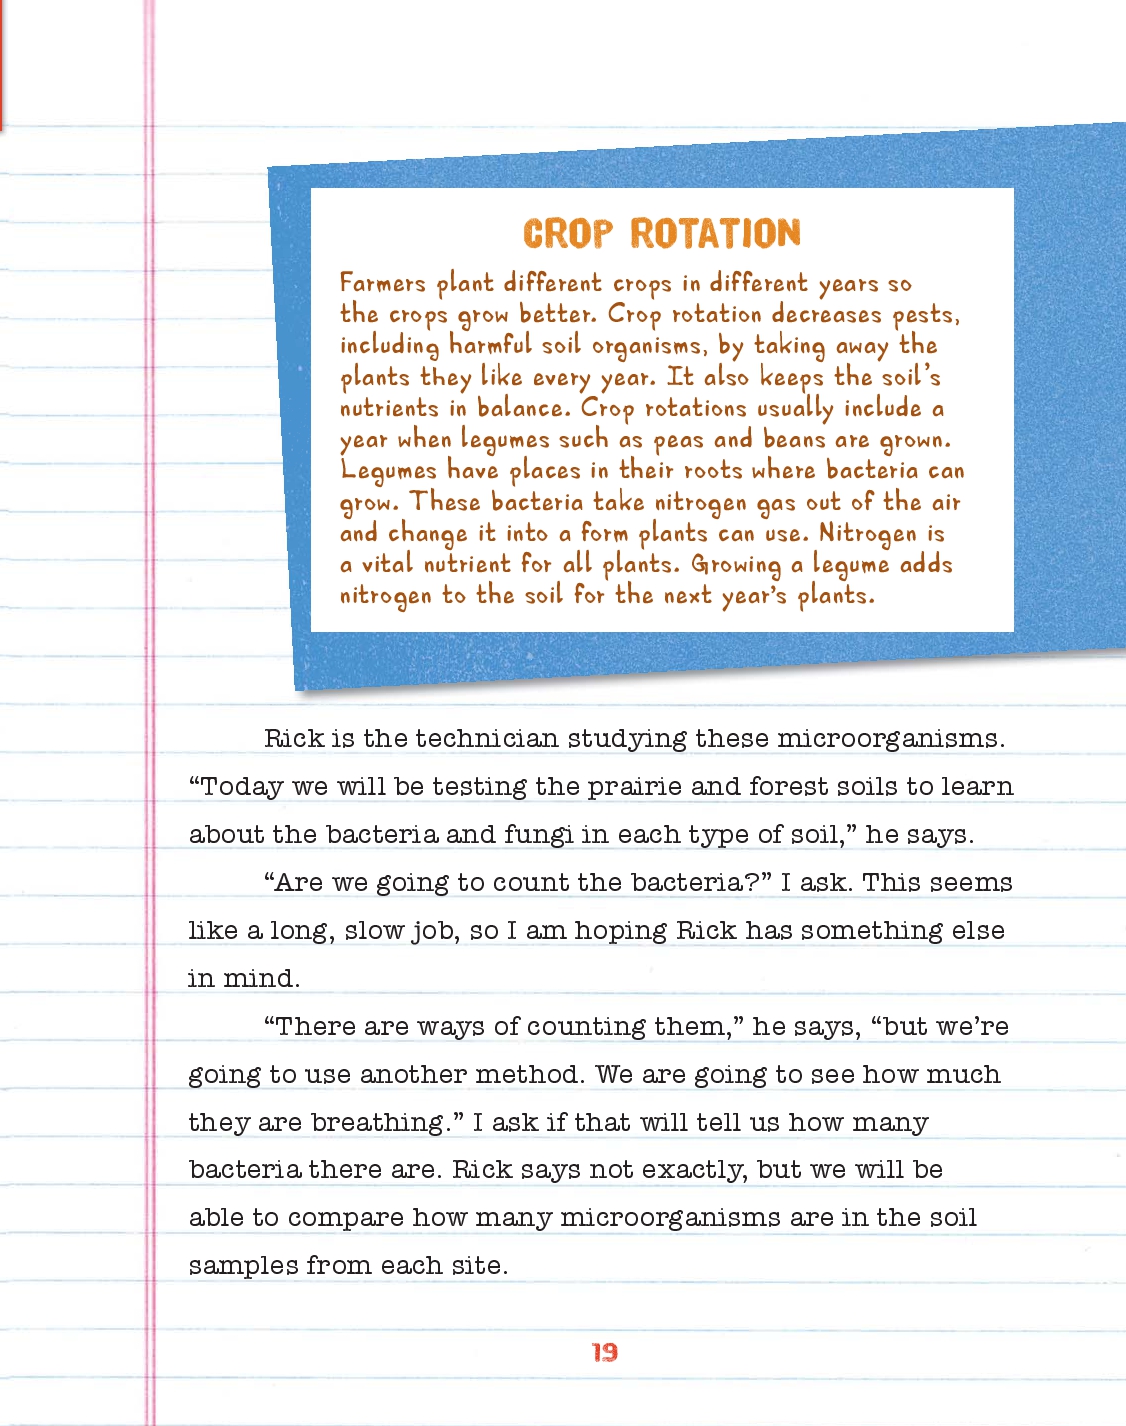 CROP ROTATION
Farmers plant different crops in different years so
the crops grow better. Crop rotation decreases pests,
including harmful soil organisms, by taking away the
plants they like every year. It also keeps the soil's
nutrients in balance. Crop rotations usually include a
year when legumes such as peas and beans are grown.
Legumes have places in their roots where bacteria can
grow. These bacteria take nitrogen gas out of the air
and change it into a form plants can use. Nitrogen is
a vital nutrient for all plants. Growing a legume adds
nitrogen to the soil for the next year's plants.
Rick is the technician studying these microorganisms.
“Today we will be testing the prairie and forest soils to learn
about the bacteria and fungi in each type of soil,” he says.
“Are we going to count the bacteria?” I ask. This seems
like a long, slow job, so I am hoping Rick has something else
in mind.
“There are ways of counting them,” he says, “but we’re
going to use another method. We are going to see how much
they are breathing.” I ask if that will tell us how many
bacteria there are. Rick says not exactly, but we will be
able to compare how many microorganisms are in the soil
samples from each site.
19